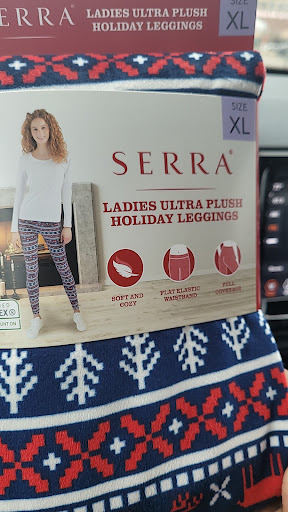 SERRA®
LADIES ULTRA PLUSH
HOLIDAY LEGGINGS
SIZE
XL
SIZE
XL
SERRA®
LADIES ULTRA PLUSH
HOLIDAY LEGGINGS
SOFT AND
COZY
FLAT ELASTIC
WAISTBAND
FULL
COVERAGE